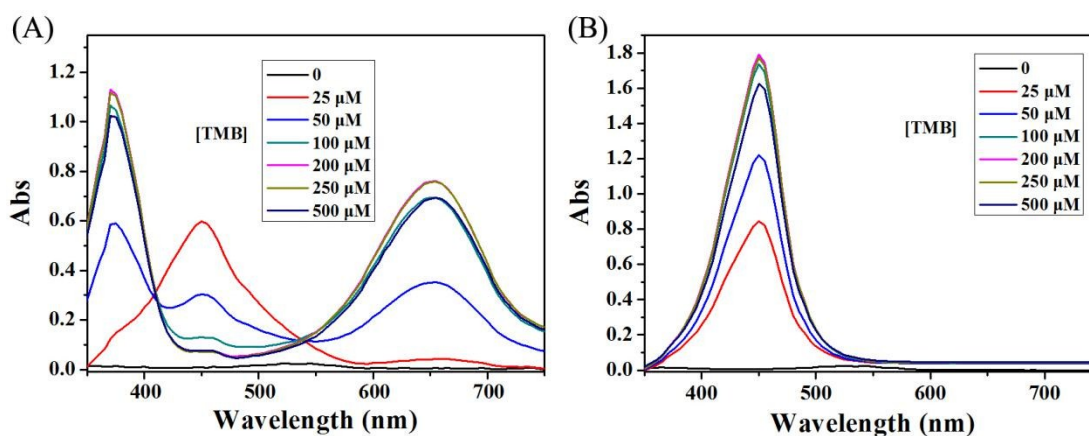 (A)
Abs
1.2
1.0
0.8
0.6
0.4
0.2
0.0
400 500 600 700
Wavelength (nm)
[TMB]
0
25 µM
50 µM
100 µM
200 µM
250 µM
500 µM
(B)
Abs
1.8
1.6
1.4
1.2
1.0
0.8
0.6
0.4
0.2
0.0
400 500 600 700
Wavelength (nm)
[TMB]
0
25 µM
50 µM
100 µM
200 µM
250 µM
500 µM